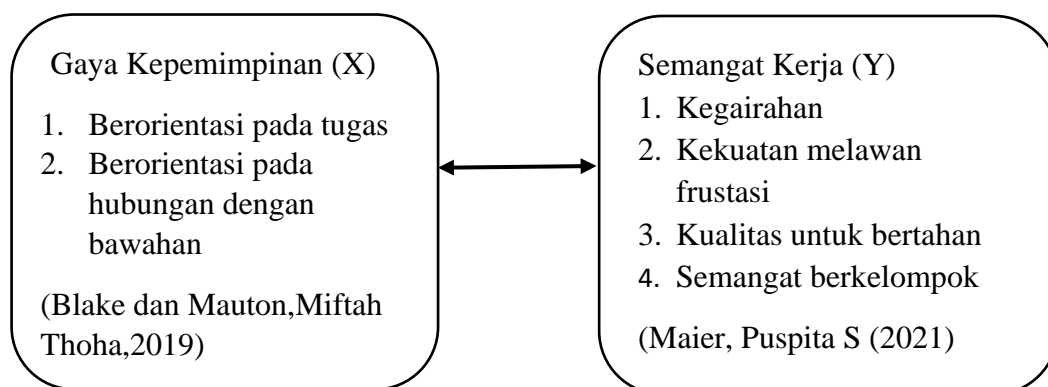 Gaya Kepemimpinan (X)
1. Berorientasi pada tugas
2. Berorientasi pada
hubungan dengan
bawahan
(Blake dan Mauton,Miftah
Thoha,2019)
Semangat Kerja (Y)
1. Kegairahan
2. Kekuatan melawan
frustasi
3. Kualitas untuk bertahan
4. Semangat berkelompok
(Maier, Puspita S (2021)